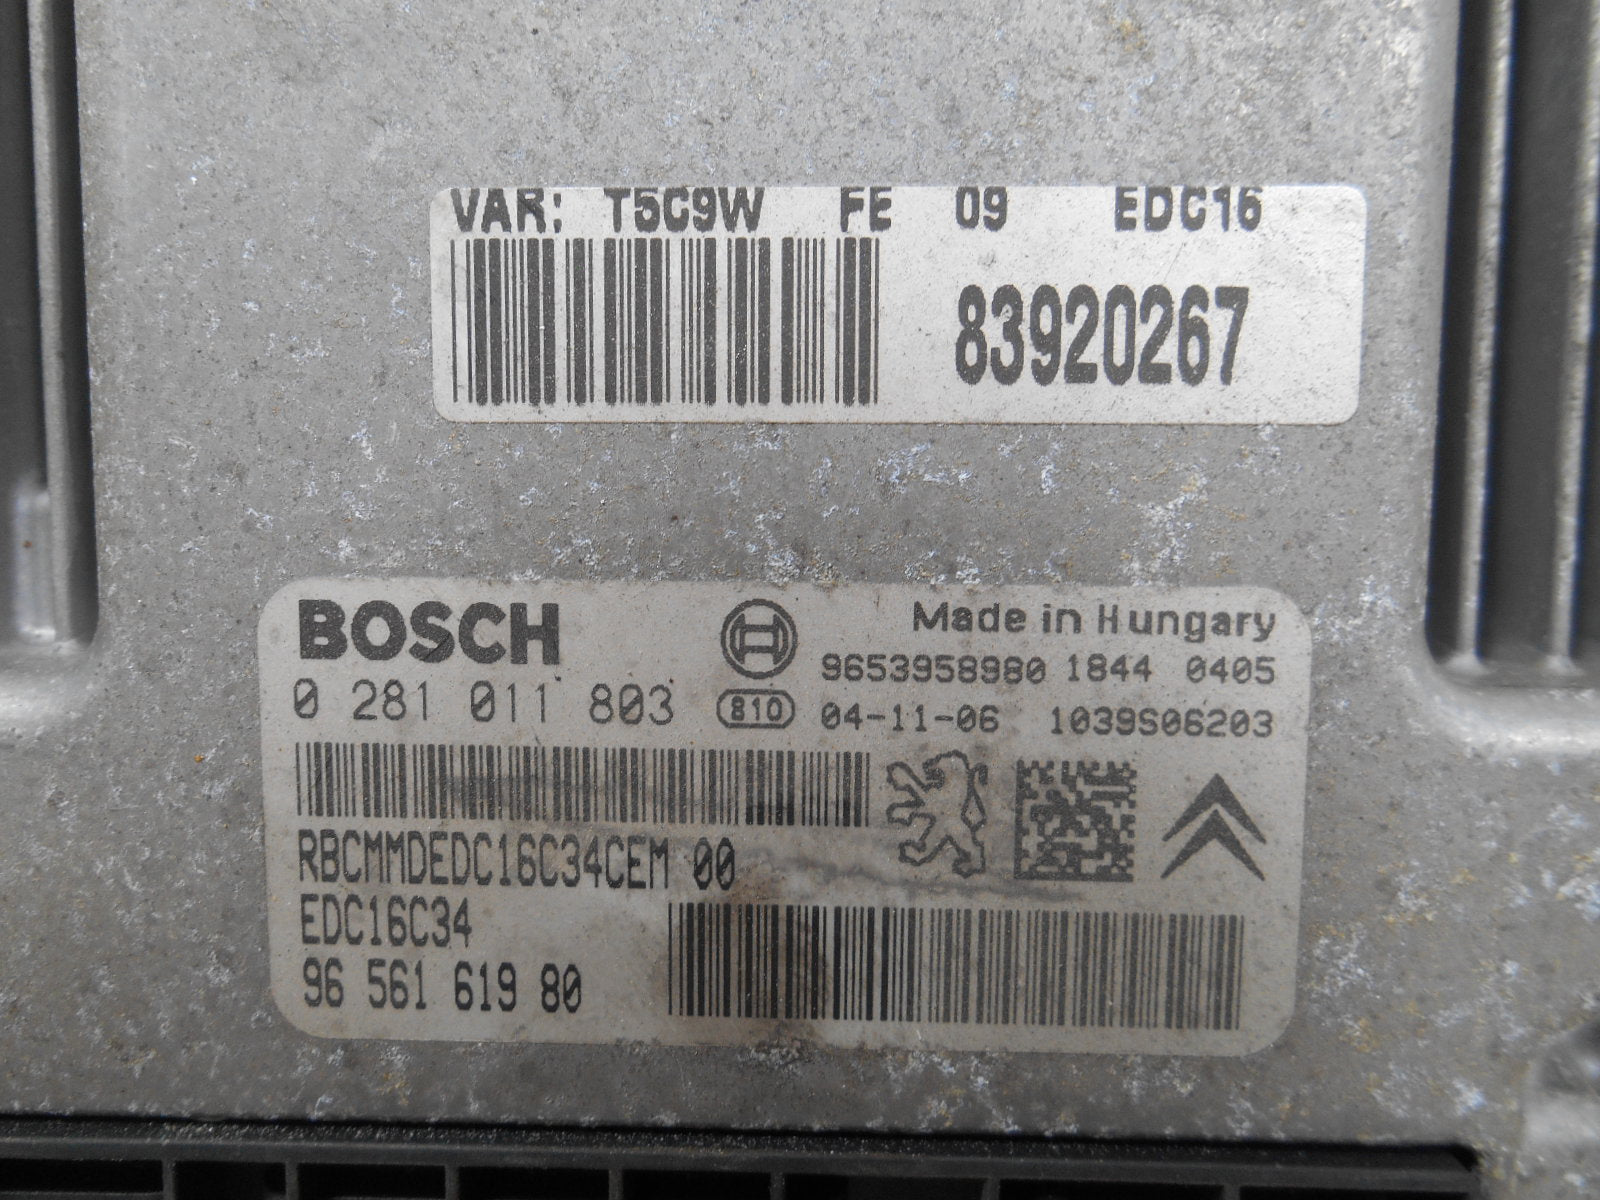 VAR: T5C9W FE 09 EDC16
83920267
BOSCH
Made in Hungary
9653958980 1844 0405
0 281 011 803
810
04-11-06 1039S06203
RBCMMDEDC16C34CEM 00
EDC16C34
96 561 619 80